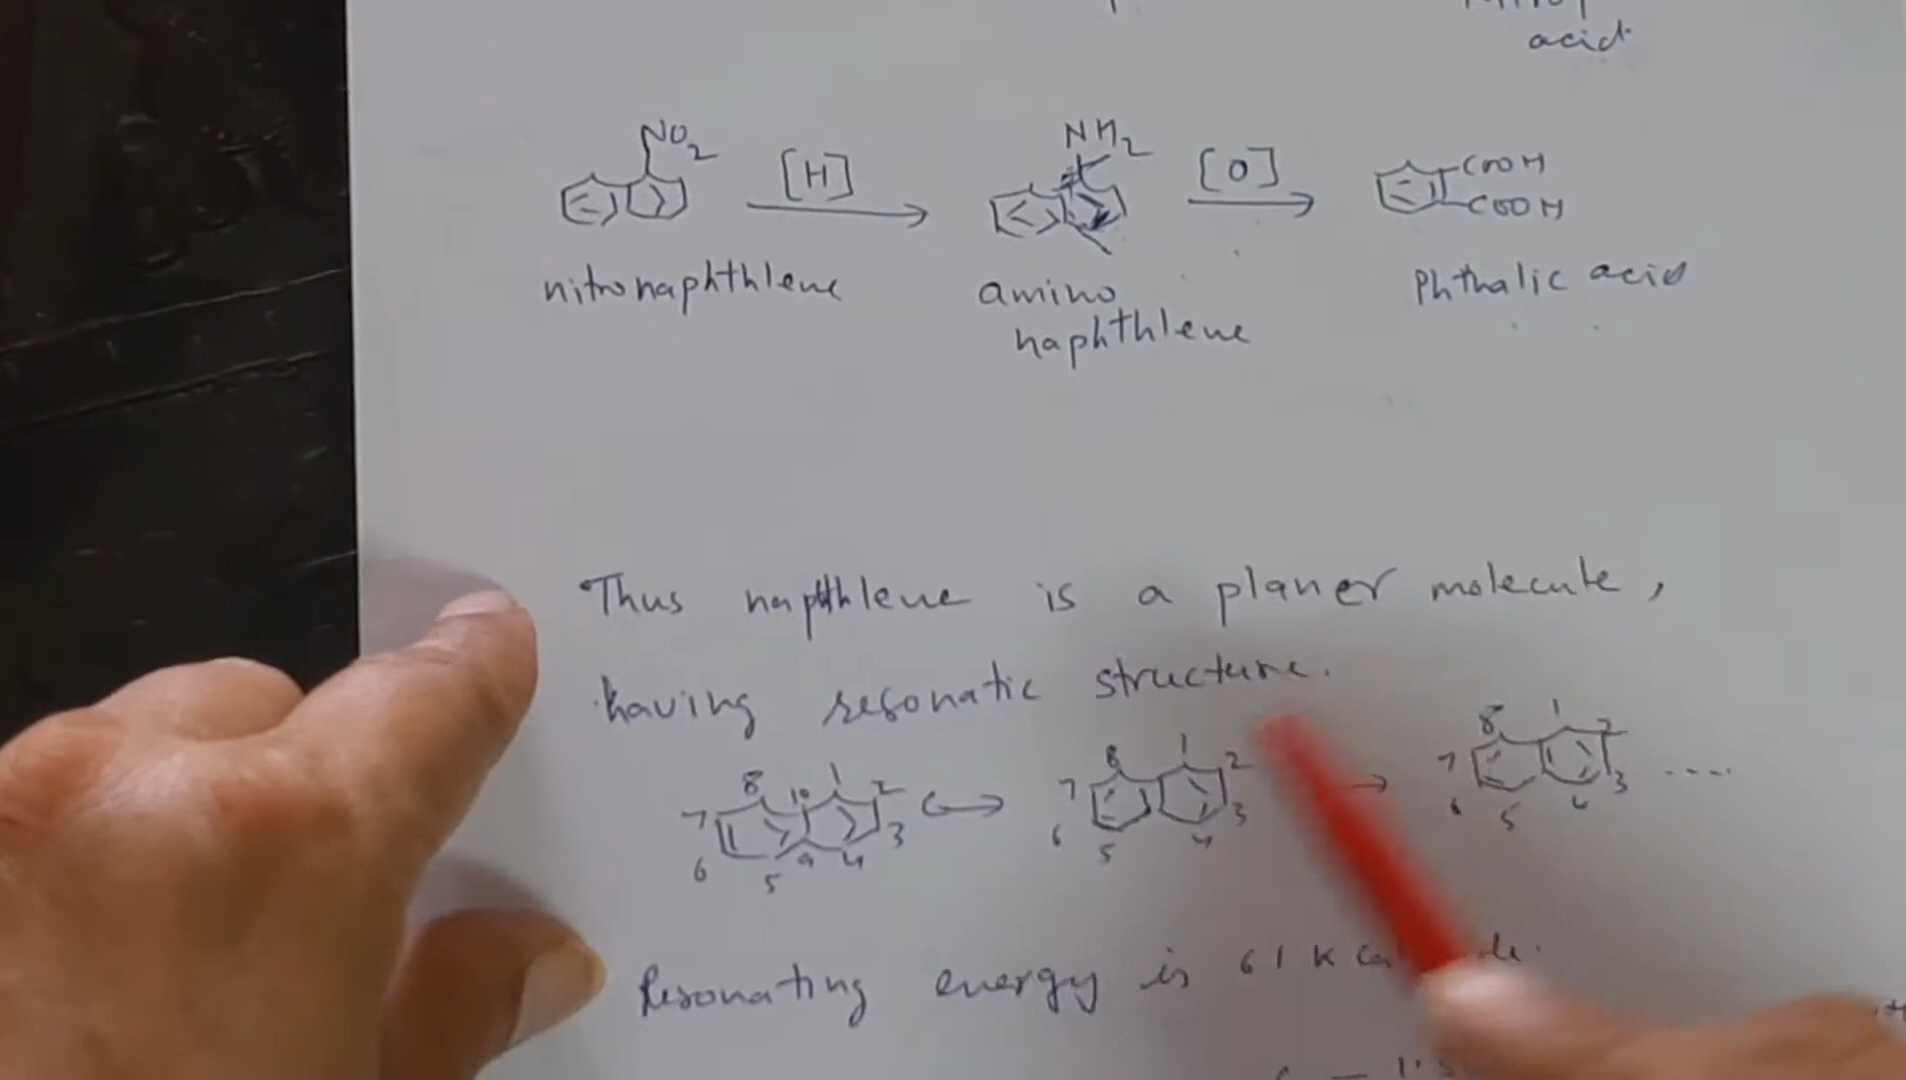 acid
NO2 [H] NH2 [O] COOH
COOH
nitronaphthlene amino Phthalic acid
naphthlene
Thus naphthlene is a planer molecule,
having resonatic structure.
8 10 1 2 8 1 2 8 1 2
7 3 7 3 7 3
6 5 9 4 6 5 4 6 5 4 ....
Resonating energy is 61 K